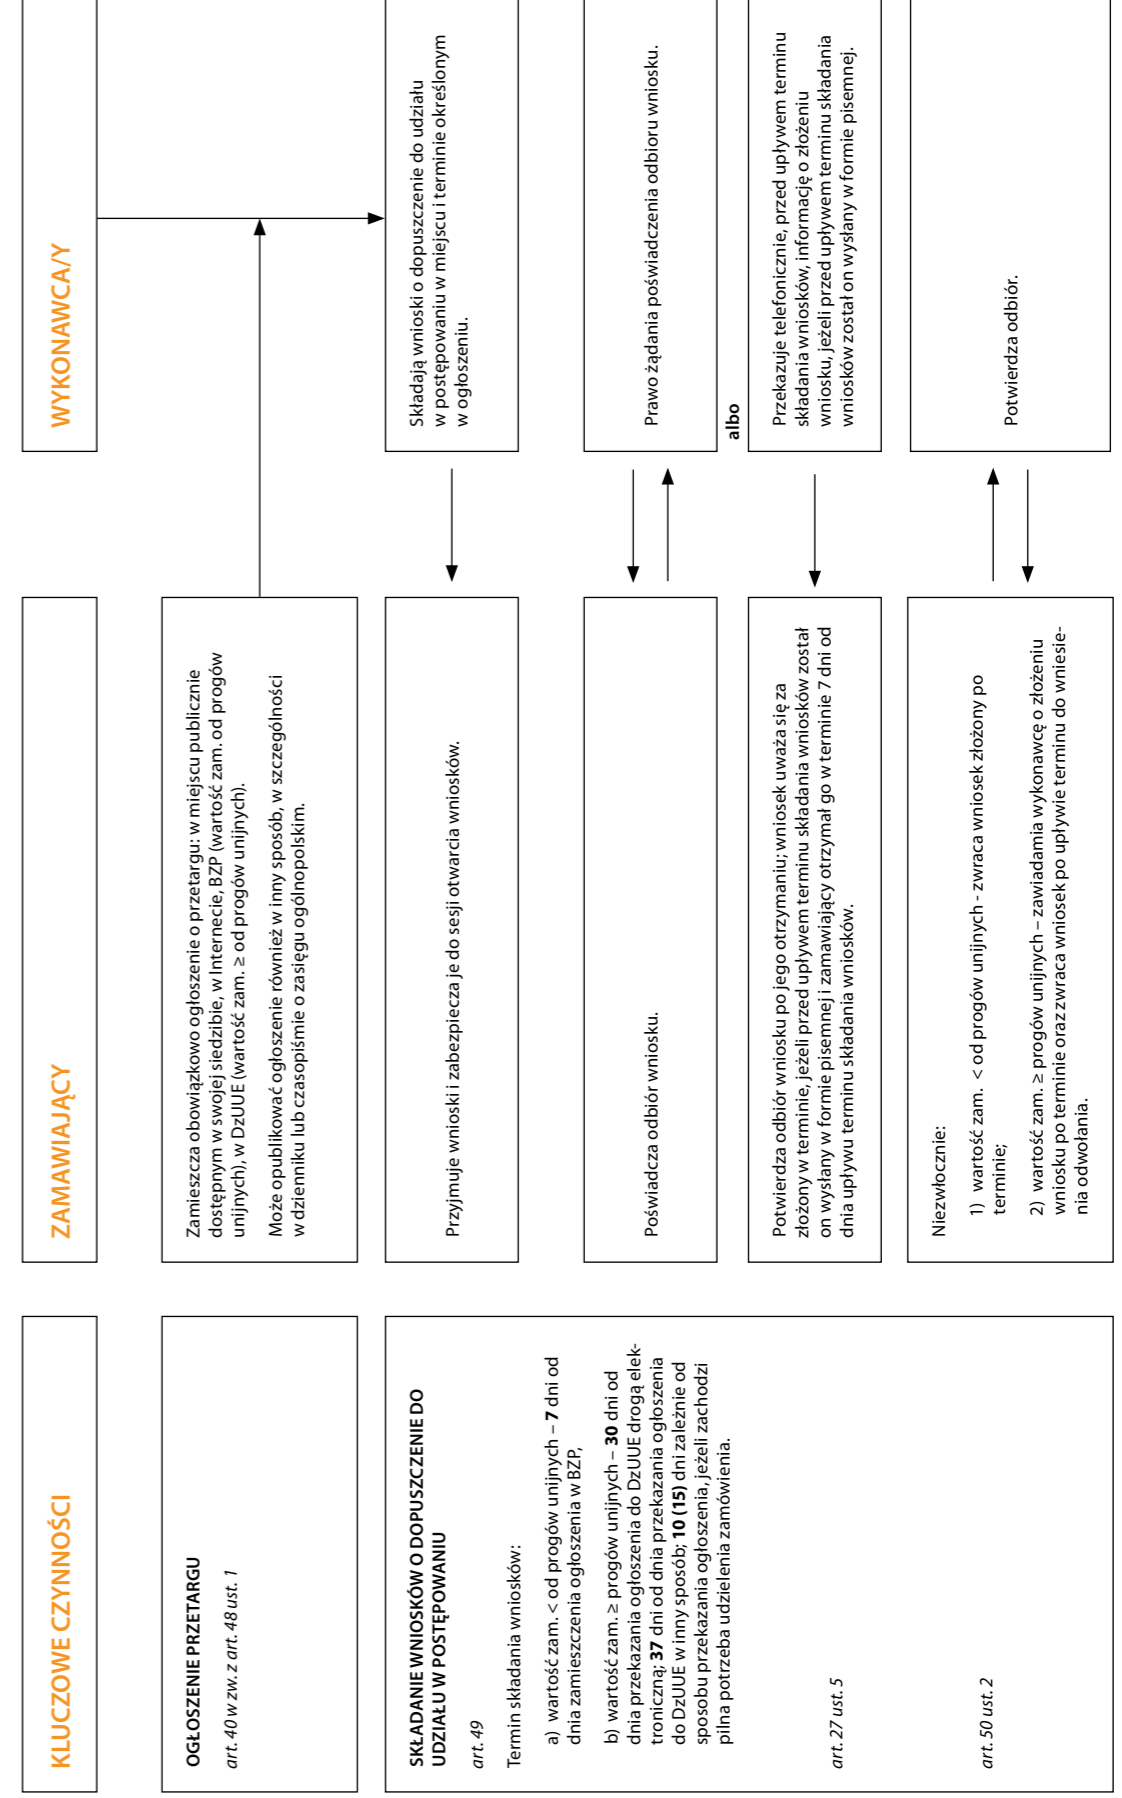 KLUCZOWE CZYNNOŚCI
ZAMAWIAJĄCY
WYKONAWCA/Y
OGŁOSZENIE PRZETARGU
art. 40 w zw. z art. 48 ust. 1
Zamieszcza obowiązkowo ogłoszenie o przetargu: w miejscu publicznie
dostępnym w swojej siedzibie, w Internecie, BZP (wartość zam. od progów
unijnych), w DzUUE (wartość zam. ≥ od progów unijnych).
Może opublikować ogłoszenie również w inny sposób, w szczególności
w dzienniku lub czasopiśmie o zasięgu ogólnopolskim.
SKŁADANIE WNIOSKÓW O DOPUSZCZENIE DO
UDZIAŁU W POSTĘPOWANIU
art. 49
Termin składania wniosków:
a) wartość zam. < od progów unijnych – 7 dni od
dnia zamieszczenia ogłoszenia w BZP,
b) wartość zam. ≥ progów unijnych – 30 dni od
dnia przekazania ogłoszenia do DzUUE drogą elek-
troniczną; 37 dni od dnia przekazania ogłoszenia
do DzUUE w inny sposób; 10 (15) dni zależnie od
sposobu przekazania ogłoszenia, jeżeli zachodzi
pilna potrzeba udzielenia zamówienia.
art. 27 ust. 5
art. 50 ust. 2
Przyjmuje wnioski i zabezpiecza je do sesji otwarcia wniosków.
Składają wnioski o dopuszczenie do udziału
w postępowaniu w miejscu i terminie określonym
w ogłoszeniu.
Poświadcza odbiór wniosku.
Prawo żądania poświadczenia odbioru wniosku.
albo
Potwierdza odbiór wniosku po jego otrzymaniu; wniosek uważa się za
złożony w terminie, jeżeli przed upływem terminu składania wniosków został
on wysłany w formie pisemnej i zamawiający otrzymał go w terminie 7 dni od
dnia upływu terminu składania wniosków.
Przekazuje telefonicznie, przed upływem terminu
składania wniosków, informację o złożeniu
wniosku, jeżeli przed upływem terminu składania
wniosków został on wysłany w formie pisemnej.
Niezwłocznie:
1) wartość zam. < od progów unijnych - zwraca wniosek złożony po
terminie;
2) wartość zam. ≥ progów unijnych – zawiadamia wykonawcę o złożeniu
wniosku po terminie oraz zwraca wniosek po upływie terminu do wniesie-
nia odwołania.
Potwierdza odbiór.